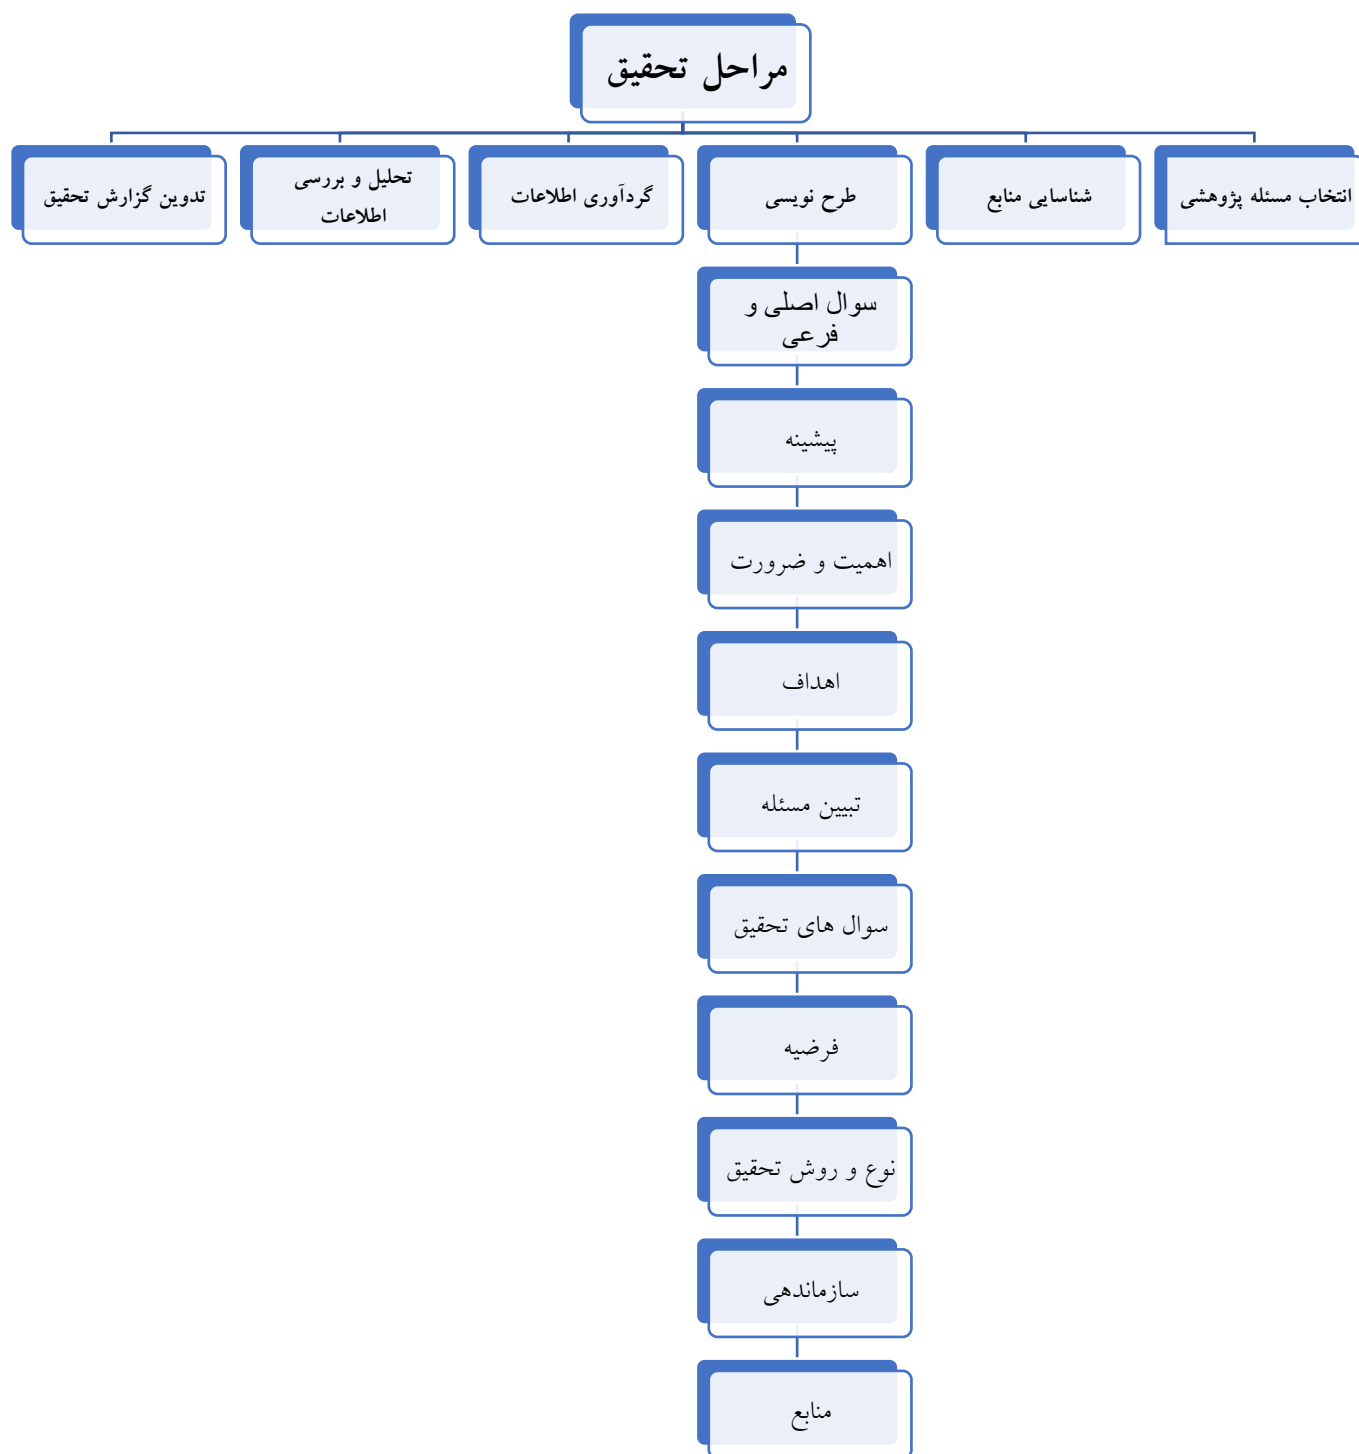 مراحل تحقیق
انتخاب مسئله پژوهشی
شناسایی منابع
طرح نویسی
گردآوری اطلاعات
تحلیل و بررسی
اطلاعات
تدوین گزارش تحقیق
سوال اصلی و
فرعی
پیشینه
اهمیت و ضرورت
اهداف
تبیین مسئله
سوال های تحقیق
فرضیه
نوع و روش تحقیق
سازماندهی
منابع